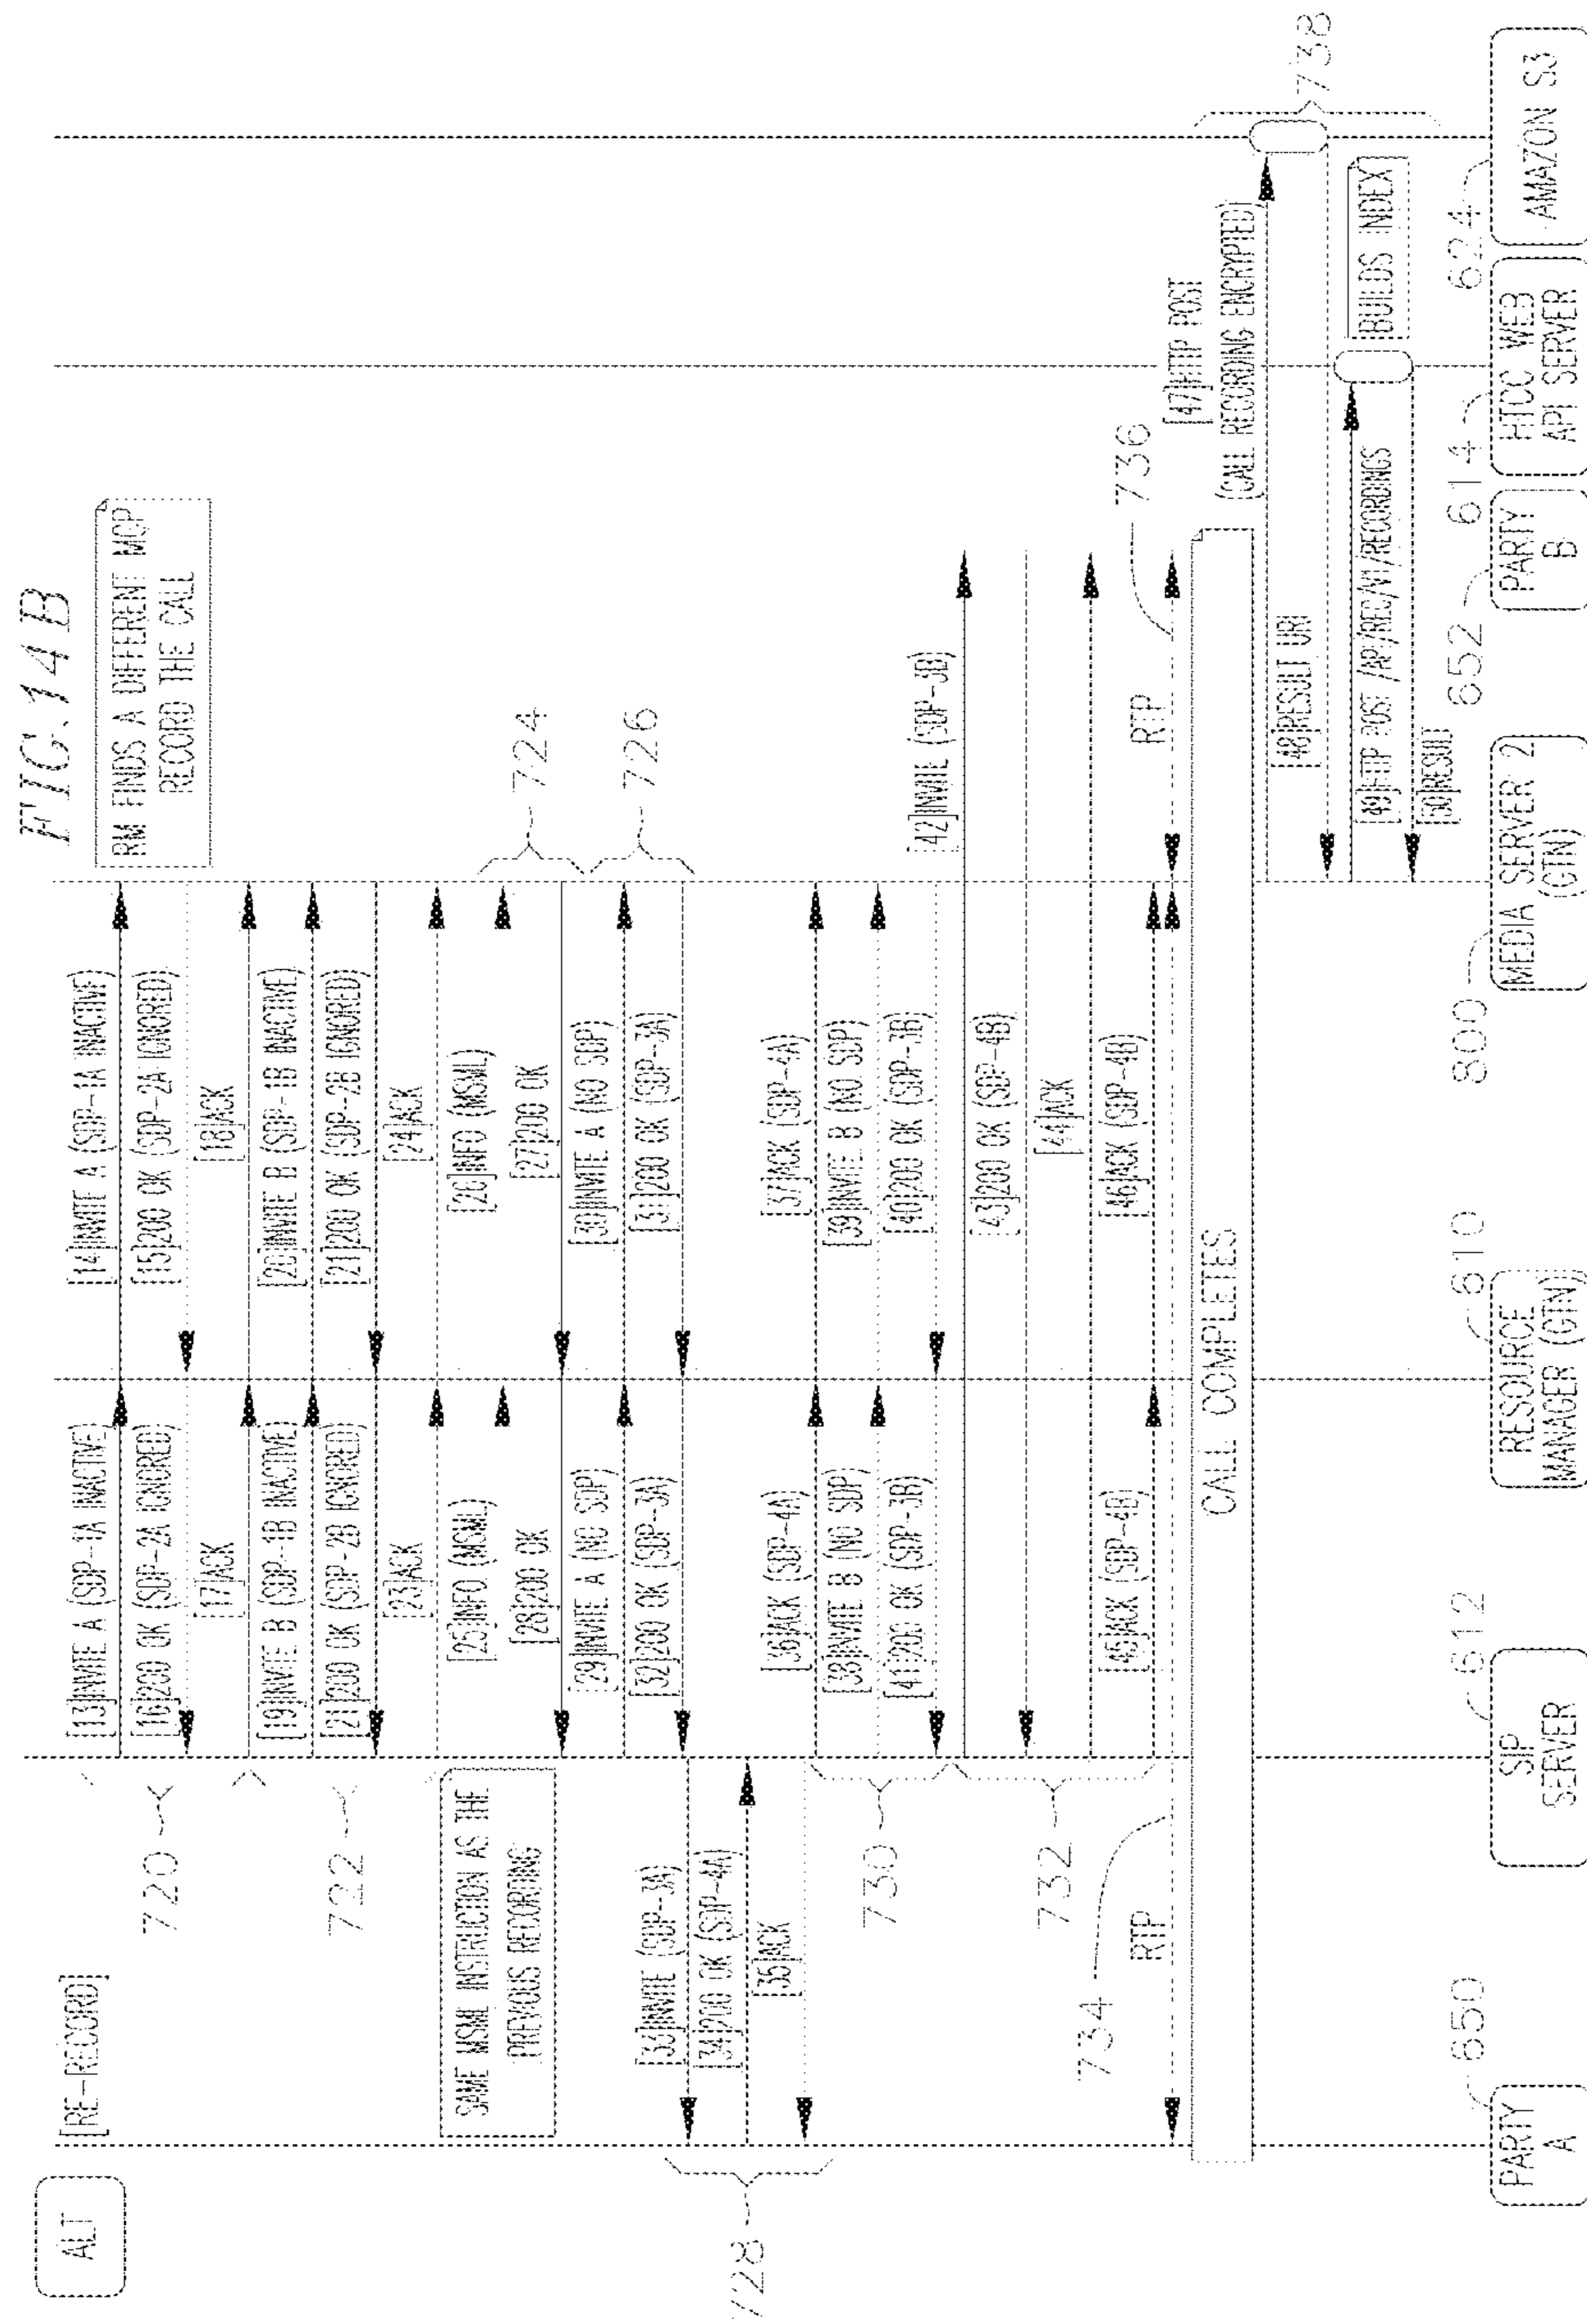 FIG. 14B
ALT
[RE-RECORD]
RM FINDS A DIFFERENT MCP
RECORD THE CALL
[13]INVITE A (SDP-1A INACTIVE)
[14]INVITE A (SDP-1A INACTIVE)
[16]200 OK (SDP-2A IGNORED)
[15]200 OK (SDP-2A IGNORED)
720
[17]ACK
[18]ACK
[19]INVITE B (SDP-1B INACTIVE)
[20]INVITE B (SDP-1B INACTIVE)
[21]200 OK (SDP-2B IGNORED)
[21]200 OK (SDP-2B IGNORED)
722
[23]ACK
[24]ACK
SAME MSML INSTRUCTION AS THE
PREVIOUS RECORDING
[25]INFO (MSML)
[26]INFO (MSML)
724
[28]200 OK
[27]200 OK
[29]INVITE A (NO SDP)
[30]INVITE A (NO SDP)
726
[32]200 OK (SDP-3A)
[31]200 OK (SDP-3A)
[33]INVITE (SDP-3A)
[34]200 OK (SDP-4A)
728
[35]ACK
[36]ACK (SDP-4A)
[37]ACK (SDP-4A)
[38]INVITE B (NO SDP)
[39]INVITE B (NO SDP)
730
[41]200 OK (SDP-3B)
[40]200 OK (SDP-3B)
[42]INVITE (SDP-3B)
[43]200 OK (SDP-4B)
732
[44]ACK
[45]ACK (SDP-4B)
[46]ACK (SDP-4B)
734
RTP
RTP
736
CALL COMPLETES
[47]HTTP POST
(CALL RECORDING ENCRYPTED)
[48]RESULT URI
738
[49]HTTP POST /API/REC/V1/RECORDINGS
BUILDS INDEX
[50]RESULT
650
612
610
800
652
614
624
PARTY
A
SIP
SERVER
RESOURCE
MANAGER (GTN)
MEDIA SERVER 2
(GTN)
PARTY
B
HTCC WEB
API SERVER
AMAZON S3